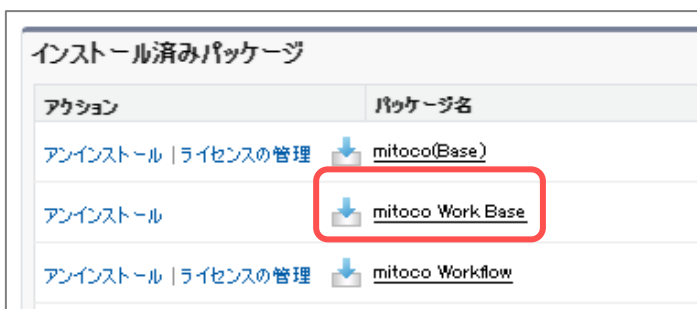 インストール済みパッケージ
アクション パッケージ名
アンインストール | ライセンスの管理 mitoco(Base)
アンインストール mitoco Work Base
アンインストール | ライセンスの管理 mitoco Workflow